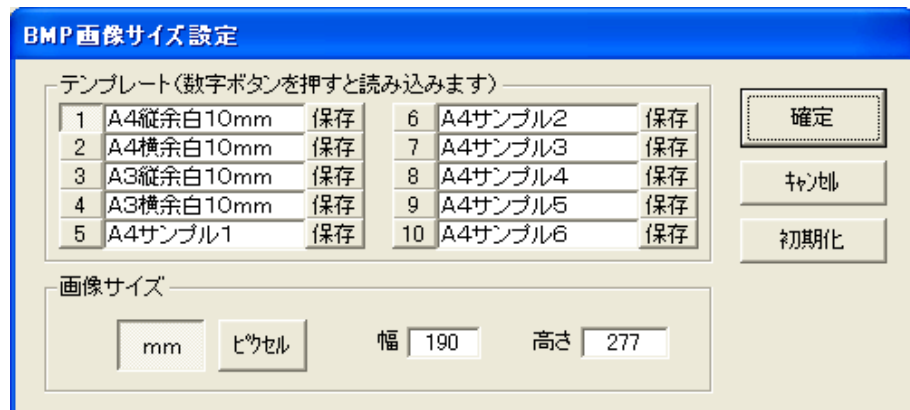 BMP画像サイズ設定
テンプレート(数字ボタンを押すと読み込みます)
1 A4縦余白10mm 保存 6 A4サンプル2 保存
2 A4横余白10mm 保存 7 A4サンプル3 保存
3 A3縦余白10mm 保存 8 A4サンプル4 保存
4 A3横余白10mm 保存 9 A4サンプル5 保存
5 A4サンプル1 保存 10 A4サンプル6 保存
確定
ｷｬﾝｾﾙ
初期化
画像サイズ
mm ﾋﾟｸｾﾙ 幅 190 高さ 277